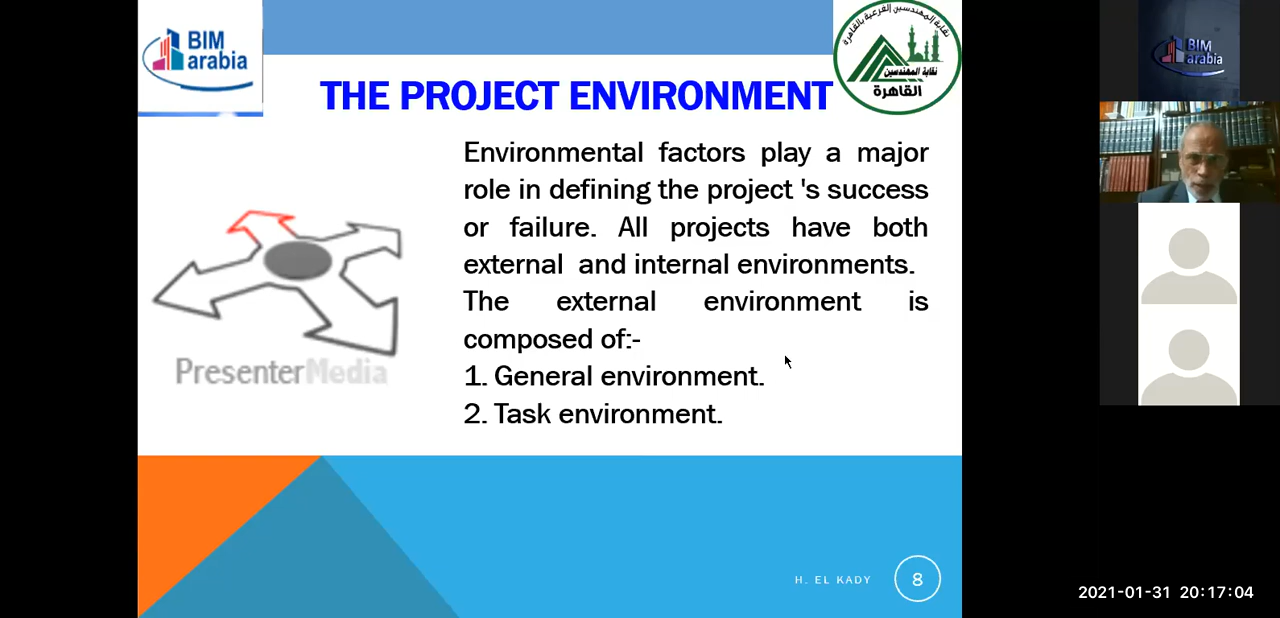 BIM
arabia
نقابة المهندسين الفرعية بالقاهرة
نقابة المهندسين
القاهرة
THE PROJECT ENVIRONMENT
Environmental factors play a major
role in defining the project 's success
or failure. All projects have both
external and internal environments.
The external environment is
composed of:-
1. General environment.
2. Task environment.
PresenterMedia
H. EL KADY
8
BIM
arabia
2021-01-31 20:17:04